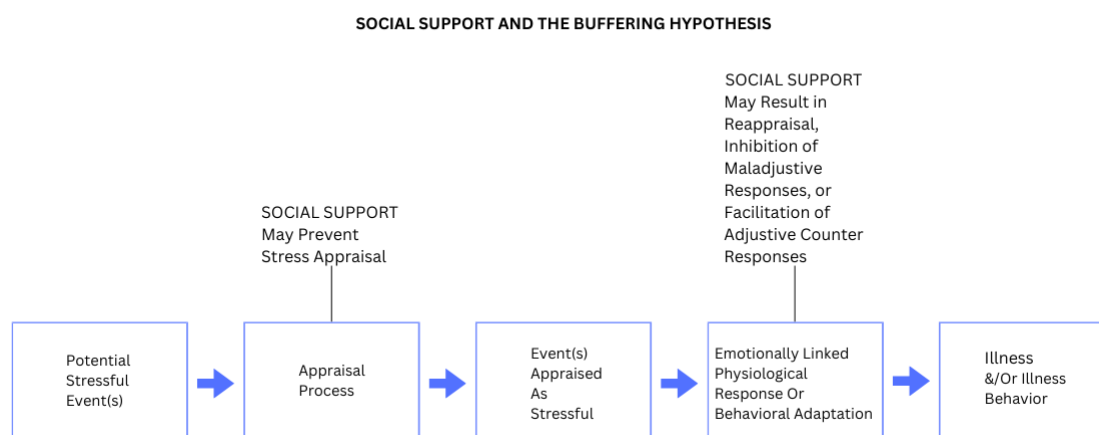 SOCIAL SUPPORT AND THE BUFFERING HYPOTHESIS
SOCIAL SUPPORT
May Result in
Reappraisal,
Inhibition of
Maladjustive
Responses, or
Facilitation of
Adjustive Counter
Responses
SOCIAL SUPPORT
May Prevent
Stress Appraisal
Potential
Stressful
Event(s)
Appraisal
Process
Event(s)
Appraised
As
Stressful
Emotionally Linked
Physiological
Response Or
Behavioral Adaptation
Illness
&/Or Illness
Behavior